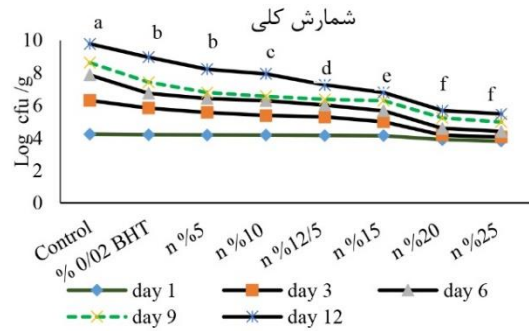 شمارش کلی
Log cfu /g
10
8
6
4
2
0
a b b c d e f f
Control
% 0/02 BHT
n %5
n %10
n %12/5
n %15
n %20
n %25
day 1 day 3 day 6
day 9 day 12